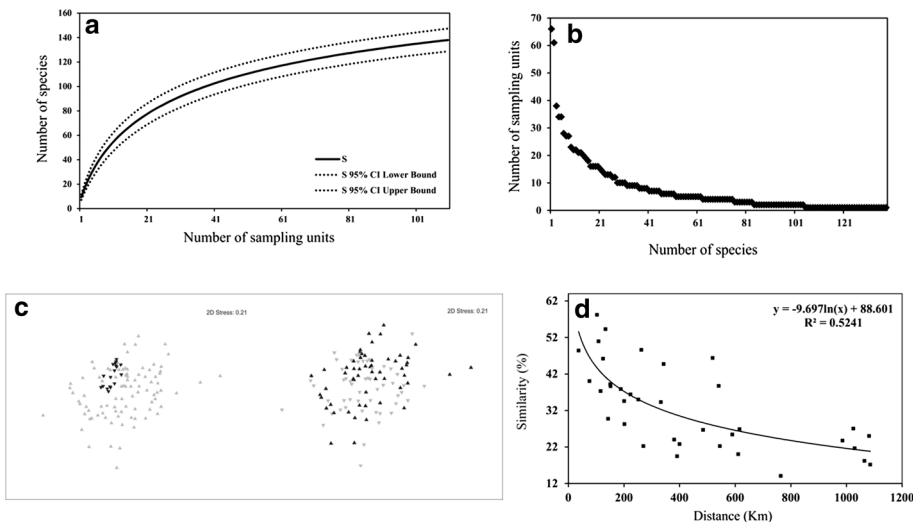 a
160
140
120
100
80
60
40
20
0
Number of species
S
S 95% CI Lower Bound
S 95% CI Upper Bound
1 21 41 61 81 101
Number of sampling units
b
70
60
50
40
30
20
10
0
Number of sampling units
1 21 41 61 81 101 121
Number of species
c
2D Stress: 0.21
2D Stress: 0.21
d
y = -9.697ln(x) + 88.601
R² = 0.5241
62
52
42
32
22
12
Similarity (%)
0 200 400 600 800 1000 1200
Distance (Km)